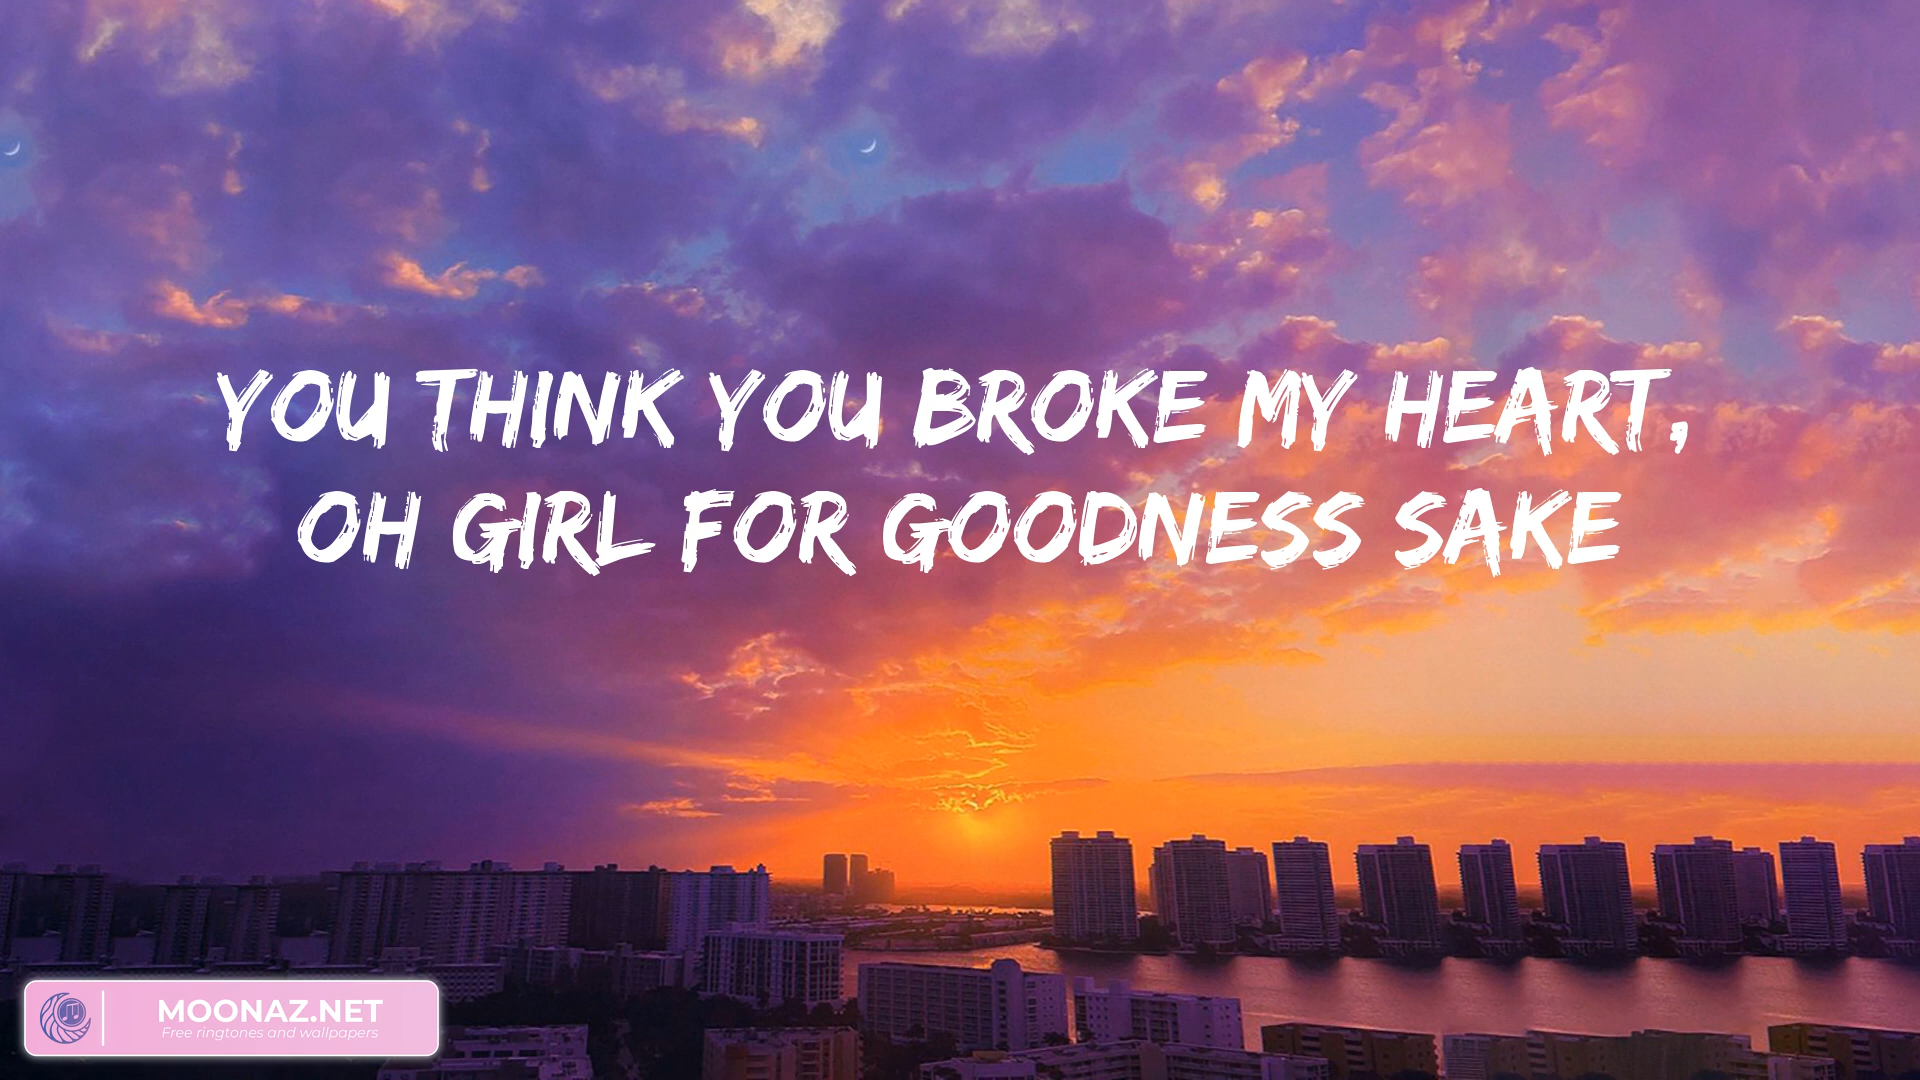 YOU THINK YOU BROKE MY HEART,
OH GIRL FOR GOODNESS SAKE
MOONAZ.NET
Free ringtones and wallpapers